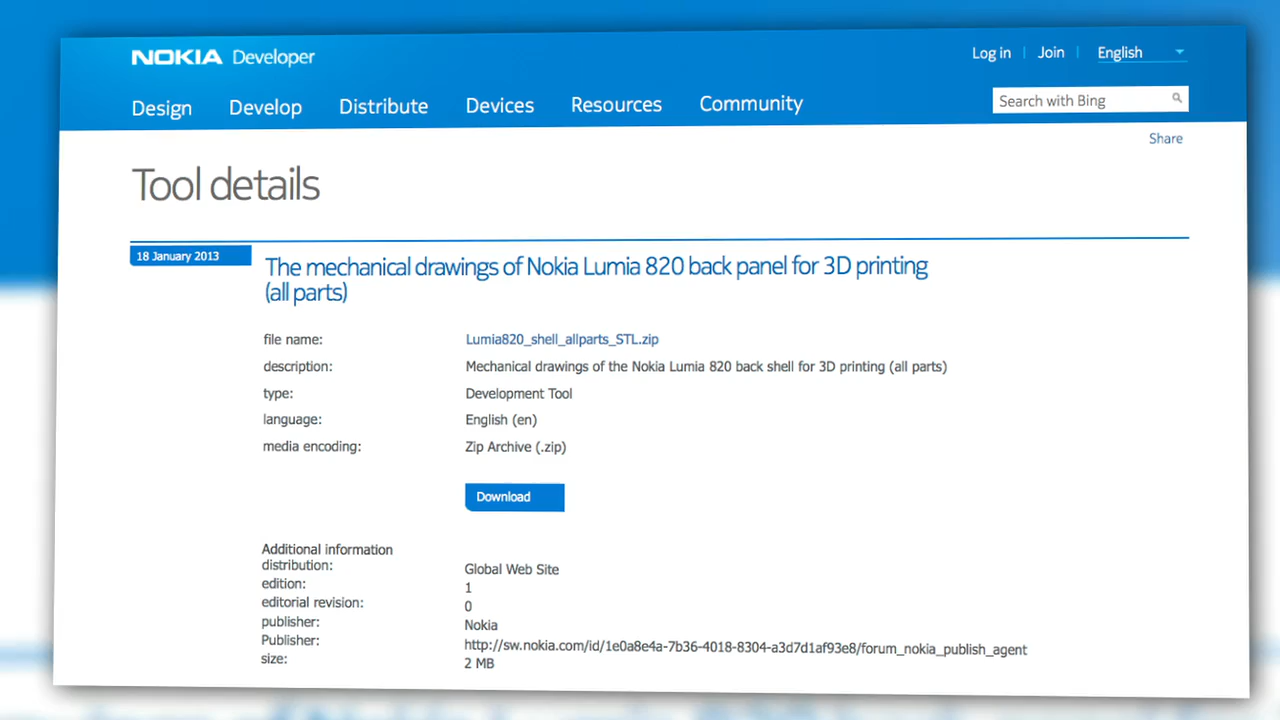 NOKIA Developer
Log in
Join
English
Design
Develop
Distribute
Devices
Resources
Community
Search with Bing
Share
Tool details
18 January 2013
The mechanical drawings of Nokia Lumia 820 back panel for 3D printing
(all parts)
file name: Lumia820_shell_allparts_STL.zip
description: Mechanical drawings of the Nokia Lumia 820 back shell for 3D printing (all parts)
type: Development Tool
language: English (en)
media encoding: Zip Archive (.zip)
Download
Additional information
distribution: Global Web Site
edition: 1
editorial revision: 0
publisher: Nokia
Publisher: http://sw.nokia.com/id/1e0a8e4a-7b36-4018-8304-a3d7d1af93e8/forum_nokia_publish_agent
size: 2 MB